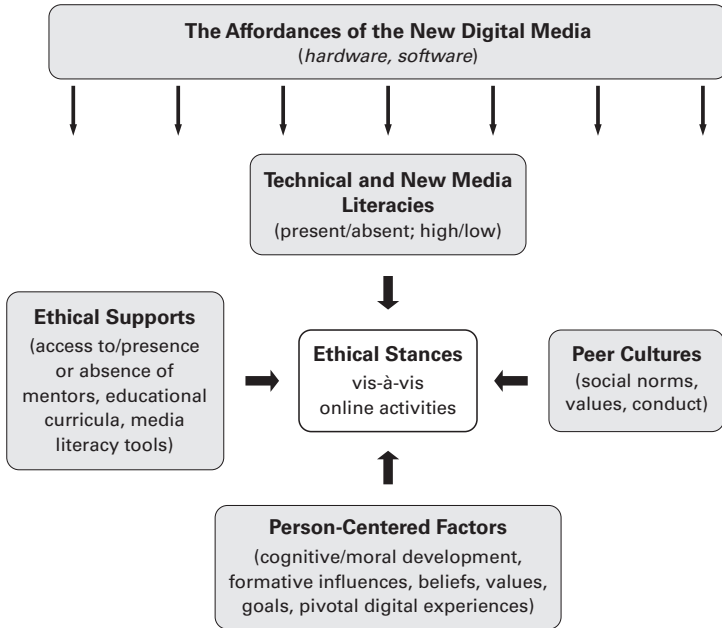 The Affordances of the New Digital Media
(hardware, software)
Technical and New Media
Literacies
(present/absent; high/low)
Ethical Supports
(access to/presence
or absence of
mentors, educational
curricula, media
literacy tools)
Ethical Stances
vis-à-vis
online activities
Peer Cultures
(social norms,
values, conduct)
Person-Centered Factors
(cognitive/moral development,
formative influences, beliefs, values,
goals, pivotal digital experiences)